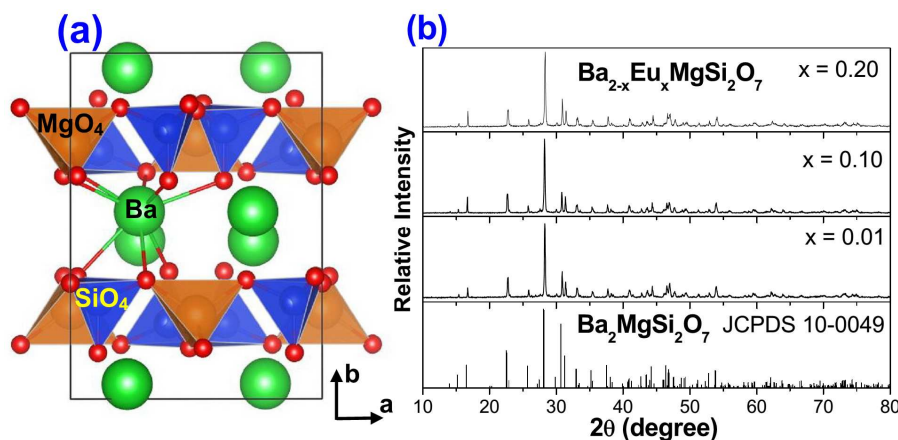 (a)
MgO₄
Ba
SiO₄
b
a
(b)
Relative Intensity
Ba₂₋ₓEuₓMgSi₂O₇
x = 0.20
x = 0.10
x = 0.01
Ba₂MgSi₂O₇ JCPDS 10-0049
10 20 30 40 50 60 70 80
2θ (degree)